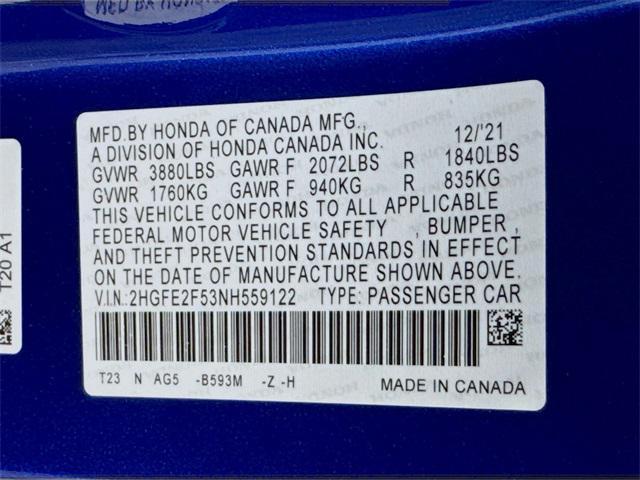 MFD.BY HONDA OF CANADA MFG.,
A DIVISION OF HONDA CANADA INC. 12/'21
GVWR 3880LBS GAWR F 2072LBS R 1840LBS
GVWR 1760KG GAWR F 940KG R 835KG
THIS VEHICLE CONFORMS TO ALL APPLICABLE
FEDERAL MOTOR VEHICLE SAFETY , BUMPER ,
AND THEFT PREVENTION STANDARDS IN EFFECT
ON THE DATE OF MANUFACTURE SHOWN ABOVE.
V.I.N.:2HGFE2F53NH559122 TYPE: PASSENGER CAR
T23 N AG5 -B593M -Z -H MADE IN CANADA
T20 A1